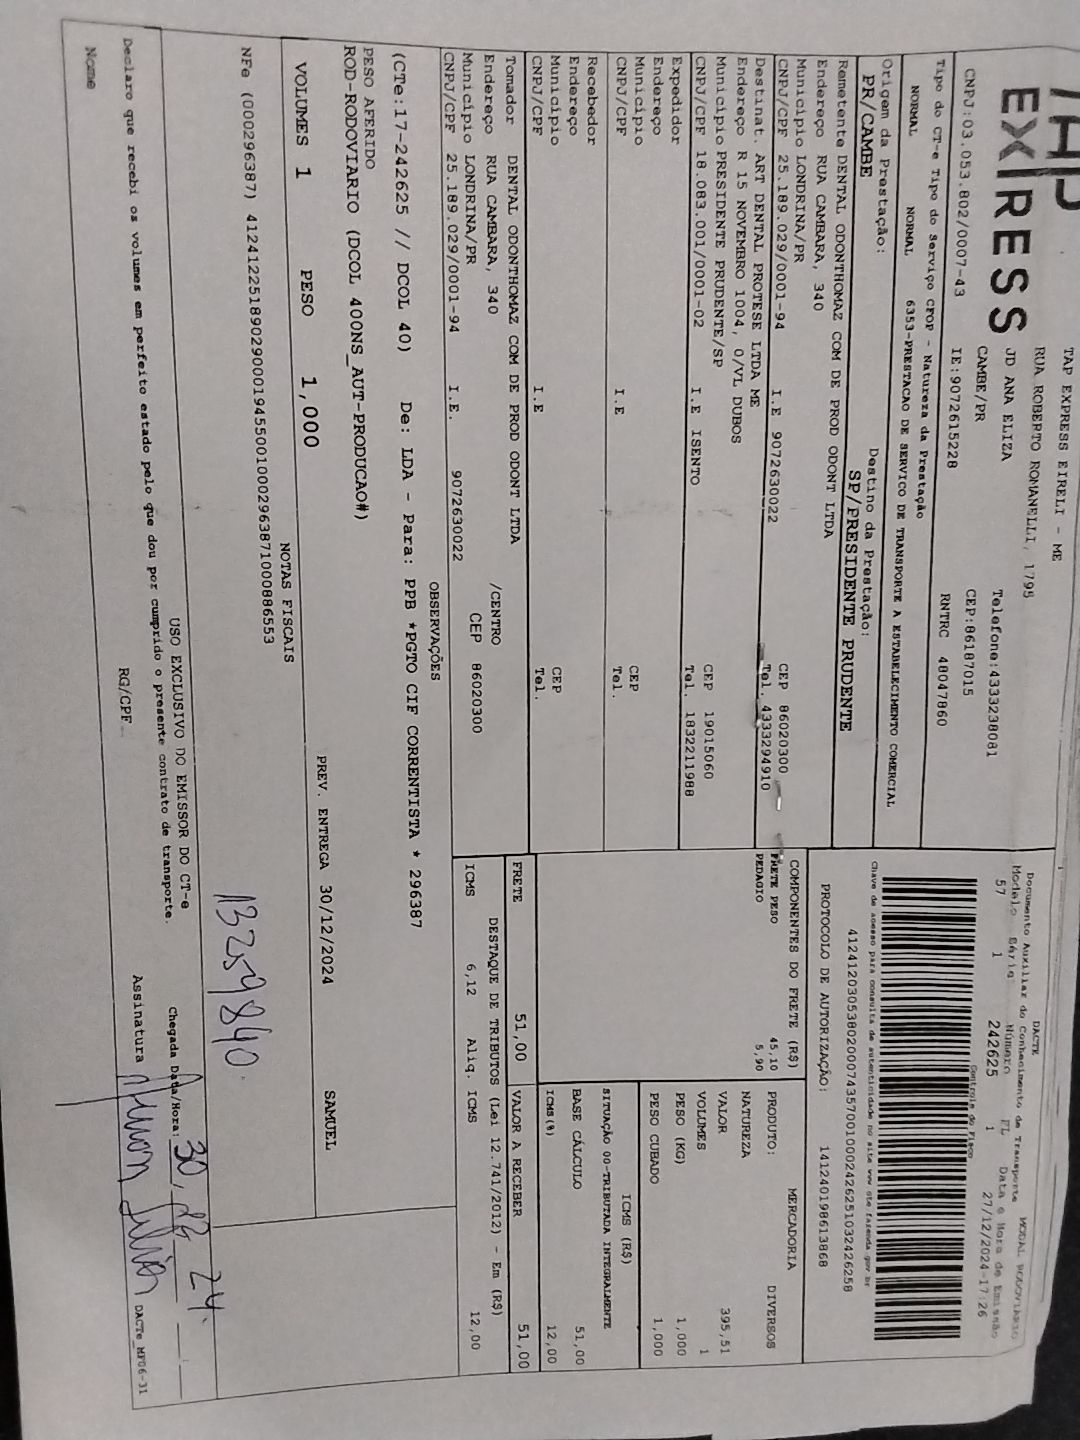 EXPRESS
TAP EXPRESS EIRELI - ME
RUA ROBERTO ROMANELLI, 1795
JD ANA ELIZA
Telefone:4333238081
CAMBE/PR
CEP:86187015
CNPJ:03.053.802/0007-43
IE:9072615228
RNTRC 48047860
Tipo do CT-e Tipo do Serviço CFOP - Natureza da Prestação
NORMAL NORMAL 6353-PRESTACAO DE SERVICO DE TRANSPORTE A ESTABELECIMENTO COMERCIAL
Origem da Prestação: Destino da Prestação:
PR/CAMBE SP/PRESIDENTE PRUDENTE
DACTE
Documento Auxiliar do Conhecimento de Transporte MODAL RODOVIARIO
Modelo Série Número FL Data e Hora de Emissão
57 1 242625 1 27/12/2024-17:26
Controle do Fisco
Chave de acesso para consulta de autenticidade no site www.cte.fazenda.gov.br
41241203053802000743570010002426251032426258
PROTOCOLO DE AUTORIZAÇÃO: 141240198613868
Remetente DENTAL ODONTHOMAZ COM DE PROD ODONT LTDA
Endereço RUA CAMBARA, 340
Município LONDRINA/PR CEP 86020300
CNPJ/CPF 25.189.029/0001-94 I.E 9072630022 Tel. 4333294910
Destinat. ART DENTAL PROTESE LTDA ME
Endereço R 15 NOVEMBRO 1004, 0/VL DUBOS
Município PRESIDENTE PRUDENTE/SP CEP 19015060
CNPJ/CPF 18.083.001/0001-02 I.E ISENTO Tel. 1832211988
Expedidor
Endereço
Município CEP
CNPJ/CPF I.E Tel.
Recebedor
Endereço
Município CEP
CNPJ/CPF I.E Tel.
Tomador DENTAL ODONTHOMAZ COM DE PROD ODONT LTDA
Endereço RUA CAMBARA, 340 /CENTRO
Município LONDRINA/PR CEP 86020300
CNPJ/CPF 25.189.029/0001-94 I.E. 9072630022
COMPONENTES DO FRETE (R$)
FRETE PESO 45,10
PEDAGIO 5,90
MERCADORIA
PRODUTO: DIVERSOS
NATUREZA
VALOR 395,51
VOLUMES 1
PESO (KG) 1,000
PESO CUBADO 1,000
ICMS (R$)
SITUAÇÃO 00-TRIBUTADA INTEGRALMENTE
BASE CÁLCULO 51,00
ICMS(%) 12,00
FRETE 51,00 VALOR A RECEBER 51,00
DESTAQUE DE TRIBUTOS (Lei 12.741/2012) - Em (R$)
ICMS 6,12 Aliq. ICMS 12,00
OBSERVAÇÕES
(CTe:17-242625 // DCOL 40) De: LDA - Para: PPB *PGTO CIF CORRENTISTA * 296387
PESO AFERIDO
ROD-RODOVIARIO (DCOL 400NS_AUT-PRODUCAO#)
VOLUMES 1 PESO 1,000 PREV. ENTREGA 30/12/2024 SAMUEL
NOTAS FISCAIS
NFe (000296387) 41241225189029000194550010002963871000886553
13259840
USO EXCLUSIVO DO EMISSOR DO CT-e
Declaro que recebi os volumes em perfeito estado pelo que dou por cumprido o presente contrato de transporte.
Chegada Data/Hora: 30/12/24
Nome RG/CPF Assinatura
DACTe_MF06-31